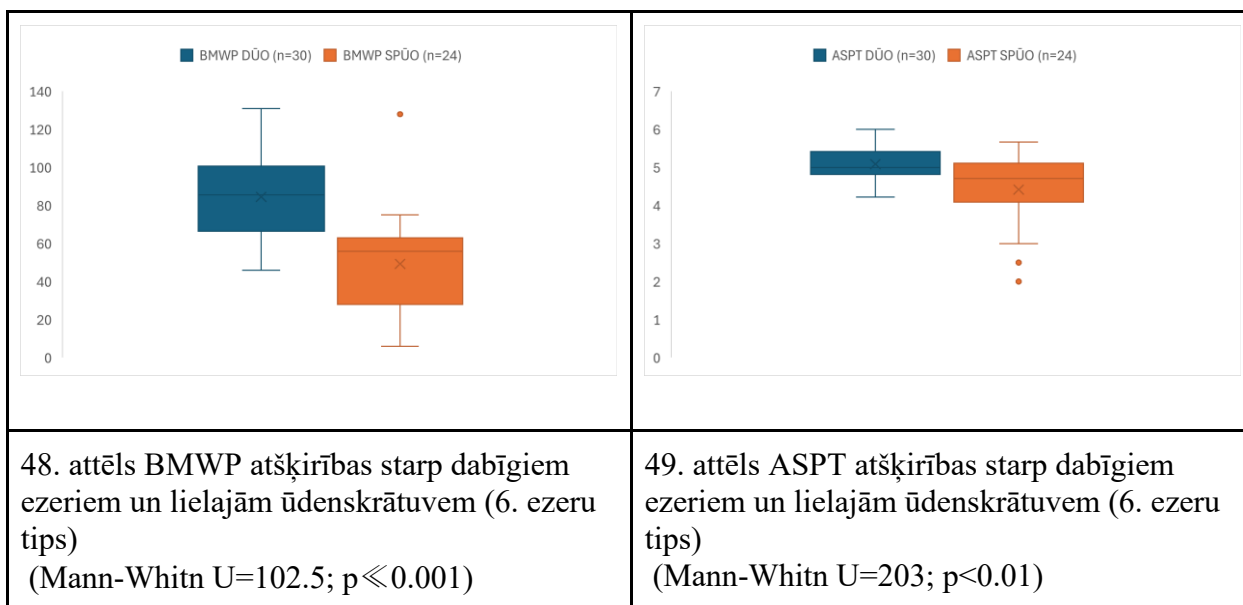 BMWP DŪO (n=30) BMWP SPŪO (n=24)
140
120
100
80
60
40
20
0
ASPT DŪO (n=30) ASPT SPŪO (n=24)
7
6
5
4
3
2
1
0
48. attēls BMWP atšķirības starp dabīgiem
ezeriem un lielajām ūdenskrātuvem (6. ezeru
tips)
(Mann-Whitn U=102.5; p≪0.001)
49. attēls ASPT atšķirības starp dabīgiem
ezeriem un lielajām ūdenskrātuvem (6. ezeru
tips)
(Mann-Whitn U=203; p<0.01)